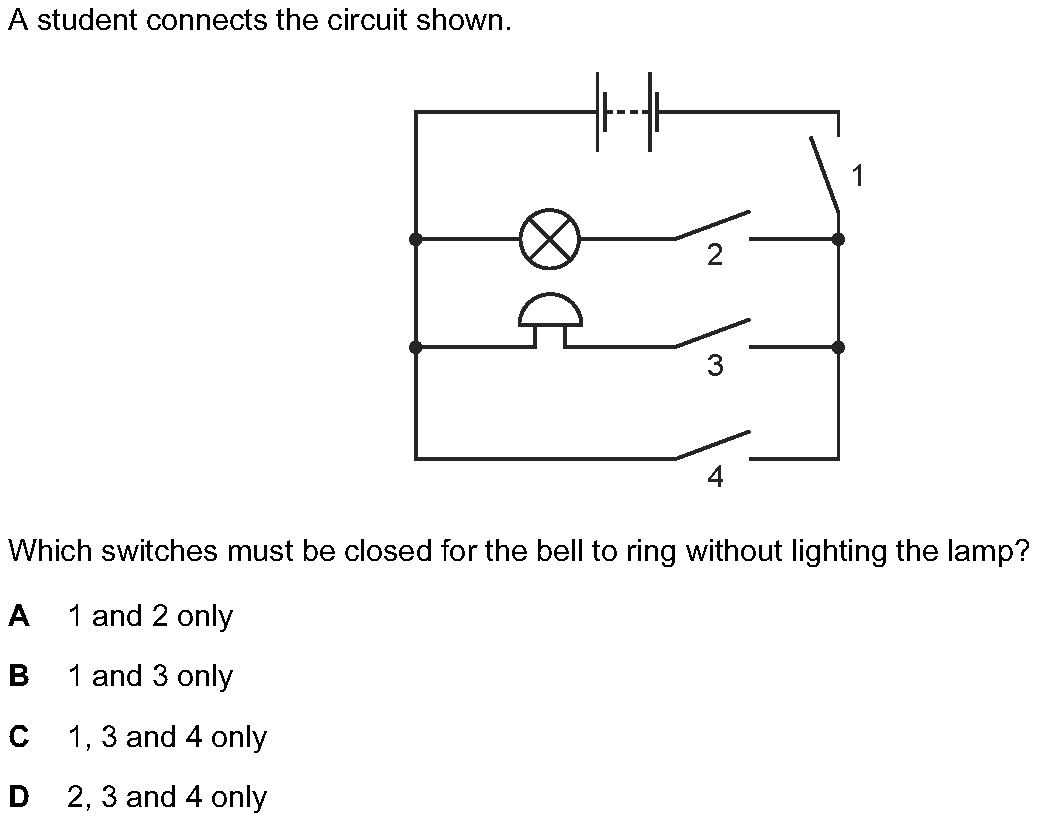 A student connects the circuit shown.
1
2
3
4
Which switches must be closed for the bell to ring without lighting the lamp?
A 1 and 2 only
B 1 and 3 only
C 1, 3 and 4 only
D 2, 3 and 4 only